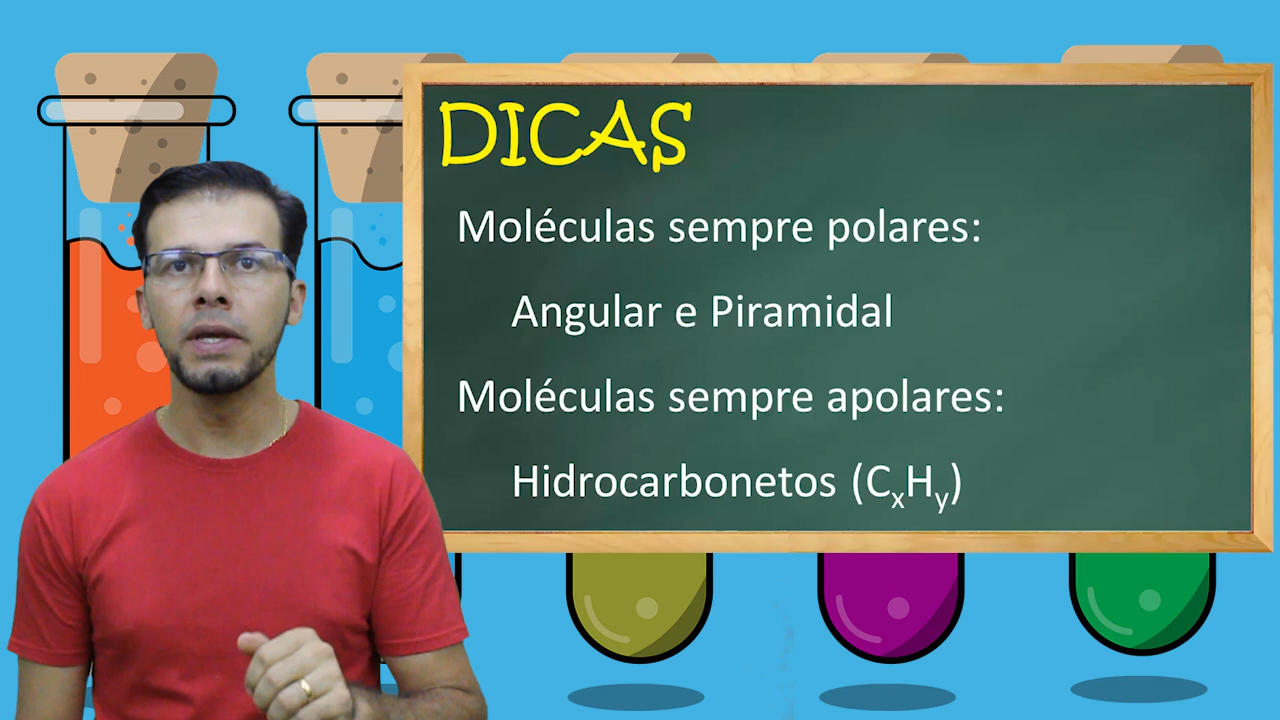 DICAS
Moléculas sempre polares:
Angular e Piramidal
Moléculas sempre apolares:
Hidrocarbonetos (CxHy)